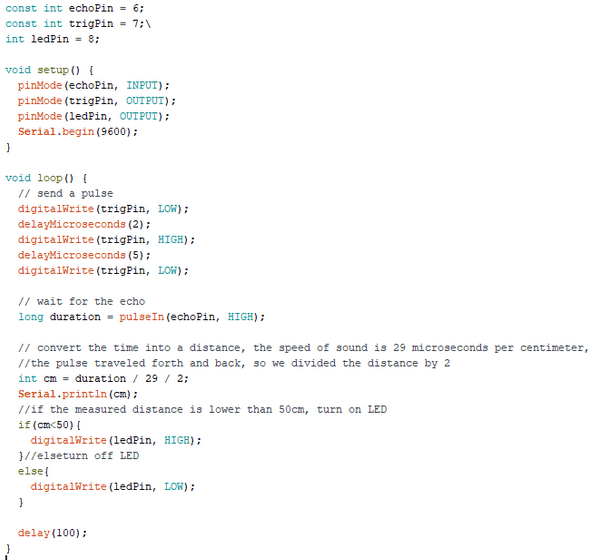 const int echoPin = 6;
const int trigPin = 7;\
int ledPin = 8;
void setup() {
pinMode(echoPin, INPUT);
pinMode(trigPin, OUTPUT);
pinMode(ledPin, OUTPUT);
Serial.begin(9600);
}
void loop() {
// send a pulse
digitalWrite(trigPin, LOW);
delayMicroseconds(2);
digitalWrite(trigPin, HIGH);
delayMicroseconds(5);
digitalWrite(trigPin, LOW);
// wait for the echo
long duration = pulseIn(echoPin, HIGH);
// convert the time into a distance, the speed of sound is 29 microseconds per centimeter,
//the pulse traveled forth and back, so we divided the distance by 2
int cm = duration / 29 / 2;
Serial.println(cm);
//if the measured distance is lower than 50cm, turn on LED
if(cm<50){
digitalWrite(ledPin, HIGH);
}//elseturn off LED
else{
digitalWrite(ledPin, LOW);
}
delay(100);
}